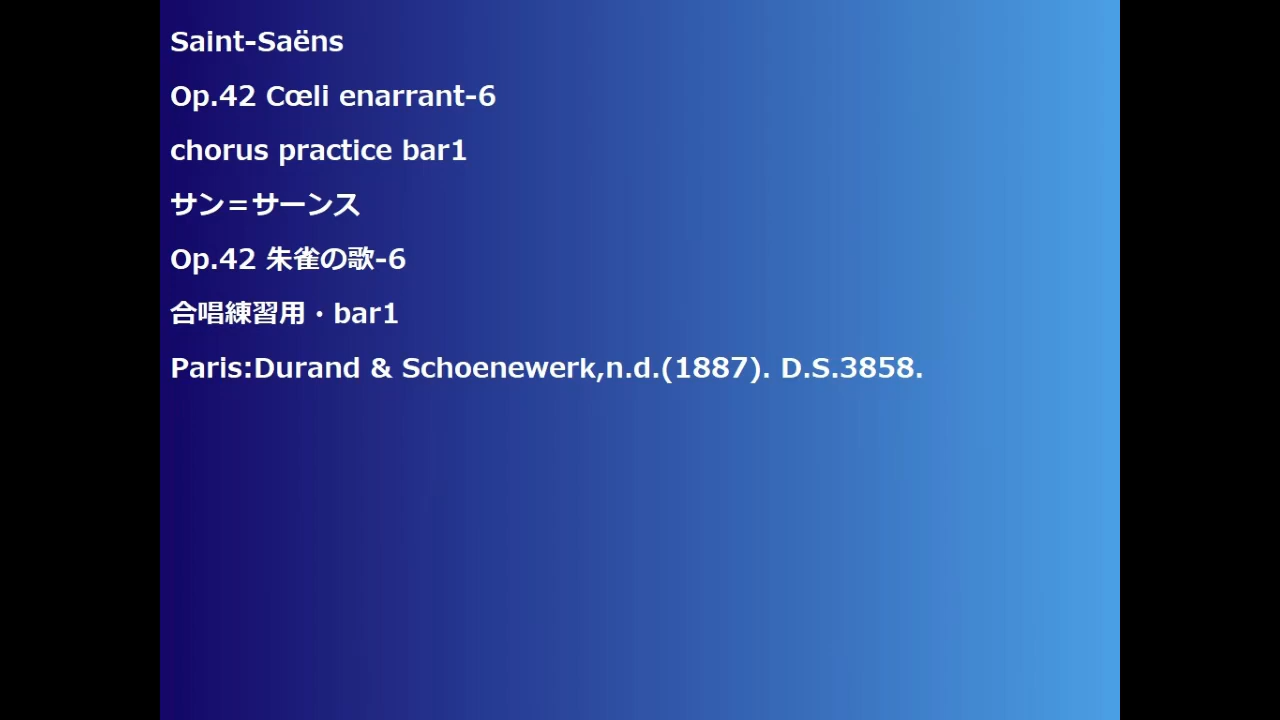 Saint-Saëns
Op.42 Cœli enarrant-6
chorus practice bar1
サン＝サーンス
Op.42 朱雀の歌-6
合唱練習用・bar1
Paris:Durand & Schoenewerk,n.d.(1887). D.S.3858.